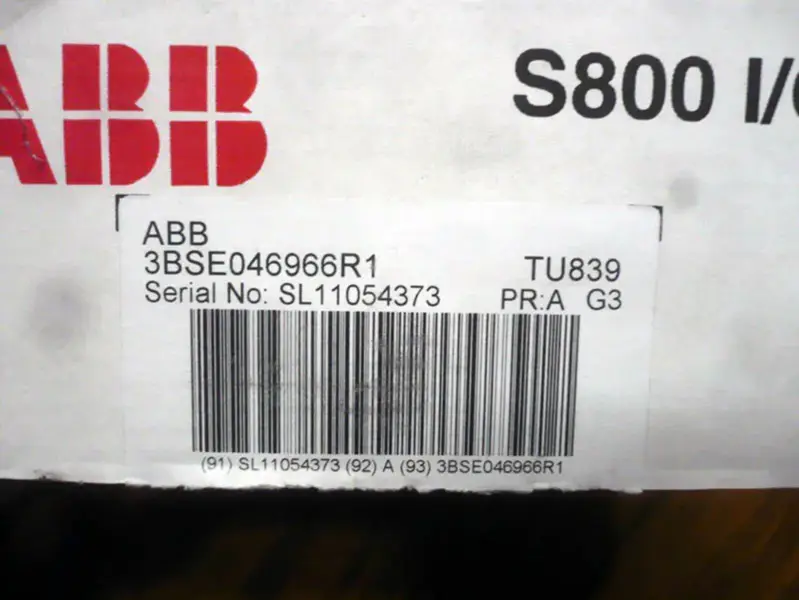 ABB
S800 I/
ABB
3BSE046966R1
TU839
Serial No: SL11054373
PR:A G3
(91) SL11054373 (92) A (93) 3BSE046966R1